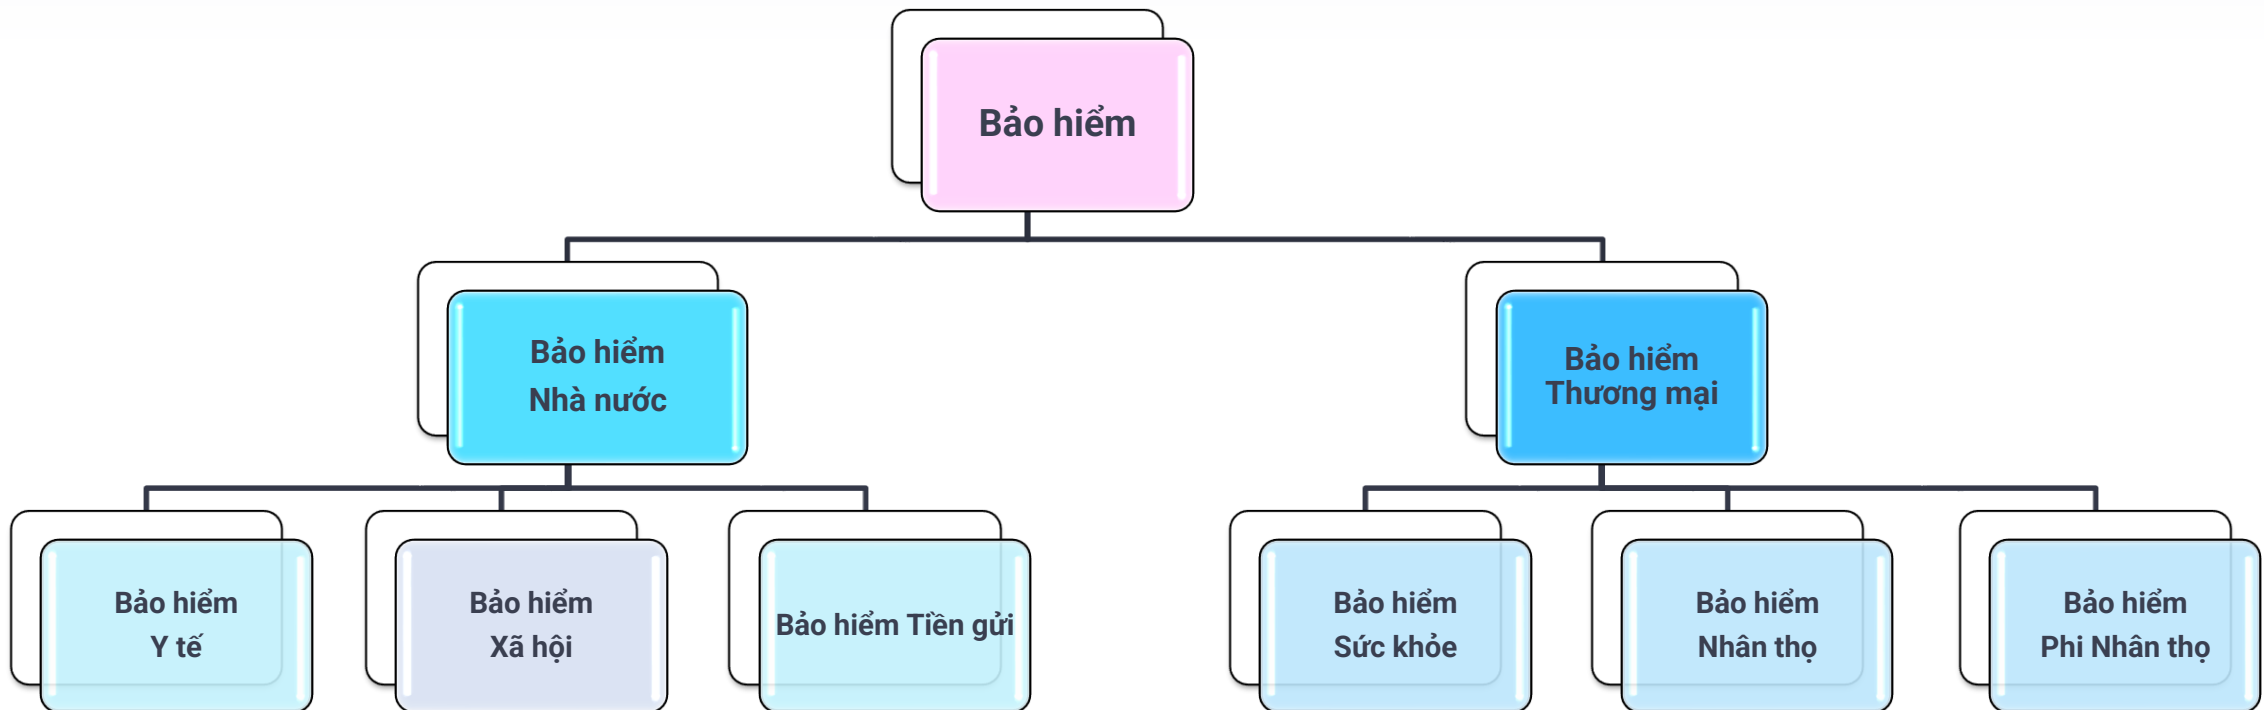 Bảo hiểm
Bảo hiểm
Nhà nước
Bảo hiểm
Thương mại
Bảo hiểm
Y tế
Bảo hiểm
Xã hội
Bảo hiểm Tiền gửi
Bảo hiểm
Sức khỏe
Bảo hiểm
Nhân thọ
Bảo hiểm
Phi Nhân thọ